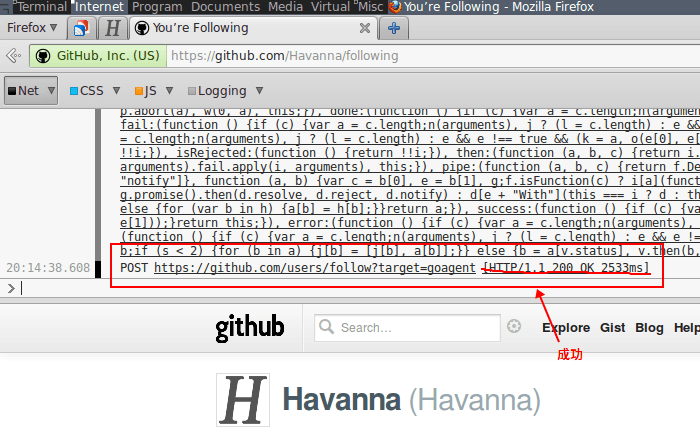 Terminal Internet Program Documents Media Virtual Misc You're Following - Mozilla Firefox
Firefox You're Following
GitHub, Inc. (US) https://github.com/Havanna/following
Net CSS JS Logging
p.abort(a), w(0, a), this;}), done:(function () {if (c) {var a = c.length;n(argumen
fail:(function () {if (c) {var a = c.length;n(arguments), j ? (l = c.length) : e &&
= c.length;n(arguments), j ? (l = c.length) : e && e !== true && (k = a, o(e[0], e[
!!i;}), isRejected:(function () {return !!i;}), then:(function (a, b, c) {return i.
arguments).fail.apply(i, arguments), this;}), pipe:(function (a, b, c) {return f.De
"notify"]}, function (a, b) {var c = b[0], e = b[1], g;f.isFunction(c) ? i[a](funct
g.promise().then(d.resolve, d.reject, d.notify) : d[e + "With"](this === i ? d : th
else {for (var b in h) {a[b] = h[b];}}return a;}), success:(function () {if (c) {va
e[1]));}return this;}), error:(function () {if (c) {var a = c.length;n(arguments),
(function () {if (c) {var a = c.length;n(arguments), j ? (l = c.length) : e && e !=
b;if (s < 2) {for (b in a) {j[b] = [j[b], a[b]];}} else {b = a[v.status], v.then(b,
20:14:38.608 POST https://github.com/users/follow?target=goagent [HTTP/1.1 200 OK 2533ms]
>
github Search... Explore Gist Blog Help
成功
H Havanna (Havanna)